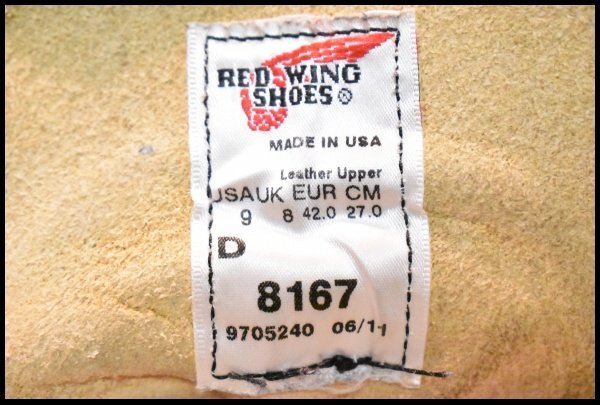 RED WING
SHOES®
MADE IN USA
Leather Upper
USA UK EUR CM
9 8 42.0 27.0
D
8167
9705240 06/11